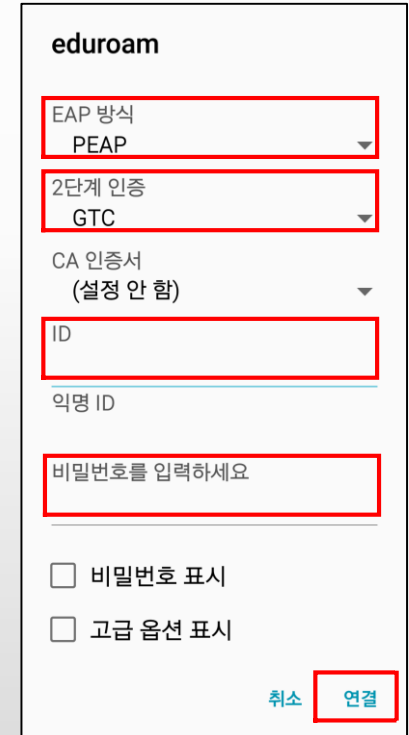 eduroam
EAP 방식
PEAP
2단계 인증
GTC
CA 인증서
(설정 안 함)
ID
익명 ID
비밀번호를 입력하세요
비밀번호 표시
고급 옵션 표시
취소 연결